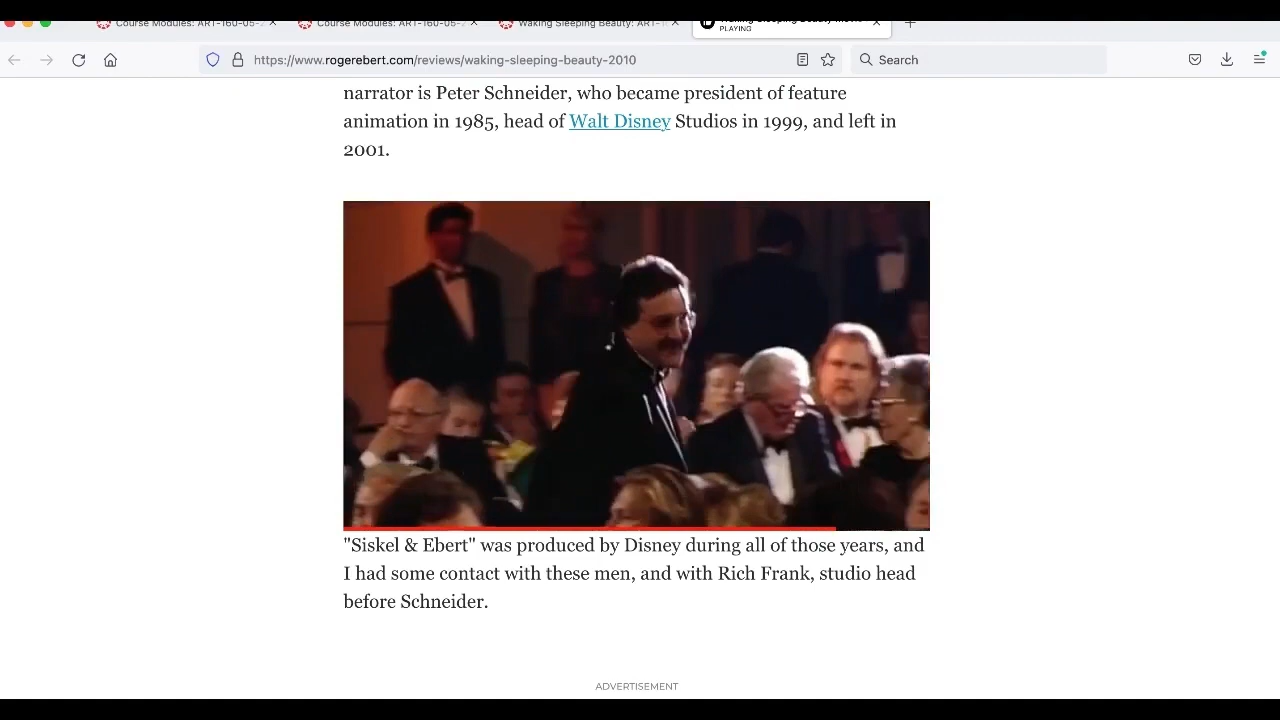 Course Modules: ART-160-05-2
Course Modules: ART-160-05-2
Waking Sleeping Beauty: ART-1
PLAYING
https://www.rogerebert.com/reviews/waking-sleeping-beauty-2010
Search
narrator is Peter Schneider, who became president of feature
animation in 1985, head of Walt Disney Studios in 1999, and left in
2001.
"Siskel & Ebert" was produced by Disney during all of those years, and
I had some contact with these men, and with Rich Frank, studio head
before Schneider.
ADVERTISEMENT